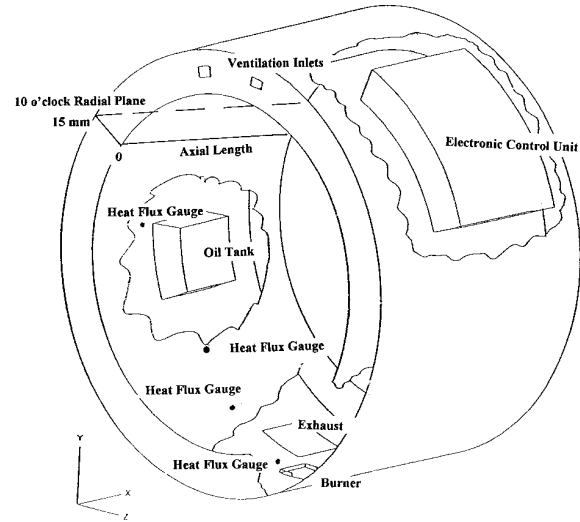 Ventilation Inlets
10 o'clock Radial Plane
15 mm
Electronic Control Unit
0
Axial Length
Heat Flux Gauge
Oil Tank
Heat Flux Gauge
Heat Flux Gauge
Exhaust
Heat Flux Gauge
Burner
Y
X
Z